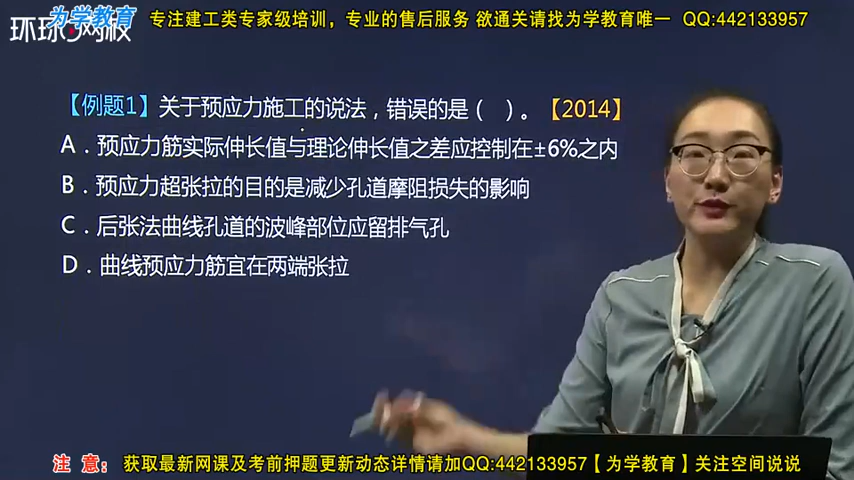 为学教育 专注建工类专家级培训，专业的售后服务 欲通关请找为学教育唯一 QQ:442133957
环球网校
【例题1】关于预应力施工的说法，错误的是（ ）。【2014】
A．预应力筋实际伸长值与理论伸长值之差应控制在±6%之内
B．预应力超张拉的目的是减少孔道摩阻损失的影响
C．后张法曲线孔道的波峰部位应留排气孔
D．曲线预应力筋宜在两端张拉
注 意： 获取最新网课及考前押题更新动态详情请加QQ:442133957【为学教育】关注空间说说